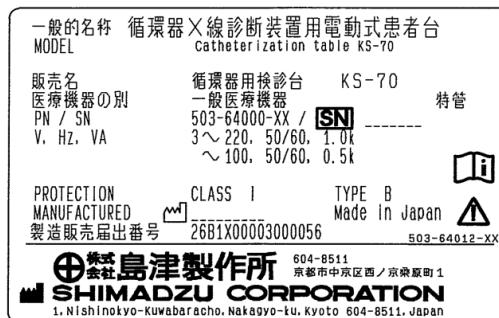 一般的名称 循環器X線診断装置用電動式患者台
MODEL Catheterization table KS-70
販売名 循環器用検診台 KS-70
医療機器の別 一般医療機器 特管
PN / SN 503-64000-XX / SN _______
V, Hz, VA 3〜220, 50/60, 1.0k
〜100, 50/60, 0.5k
PROTECTION CLASS I TYPE B
MANUFACTURED _________ Made in Japan
製造販売届出番号 26B1X00003000056
503-64012-XX
株式会社 島津製作所 604-8511
京都市中京区西ノ京桑原町1
SHIMADZU CORPORATION
1, Nishinokyo-Kuwabaracho, Nakagyo-ku, Kyoto 604-8511, Japan